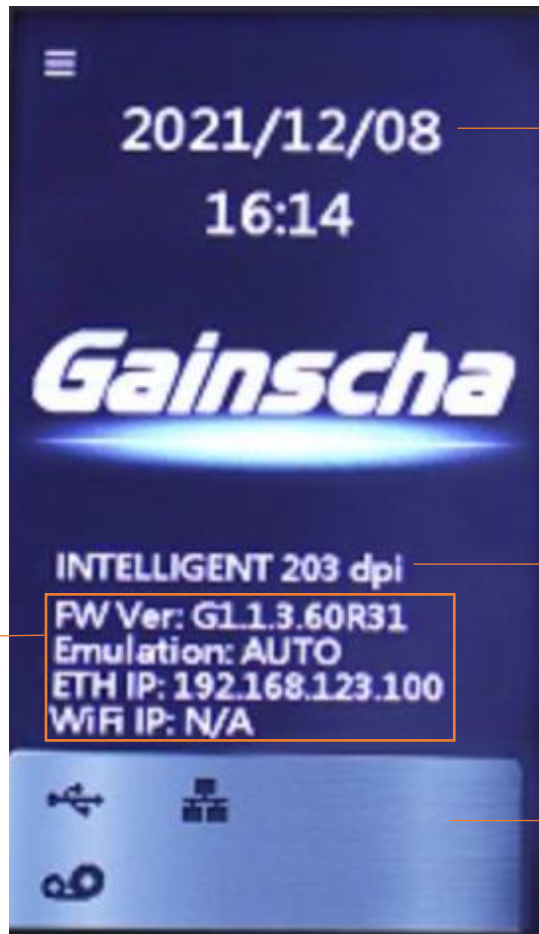 2021/12/08
16:14
Gainscha
INTELLIGENT 203 dpi
FW Ver: G1.1.3.60R31
Emulation: AUTO
ETH IP: 192.168.123.100
WiFi IP: N/A